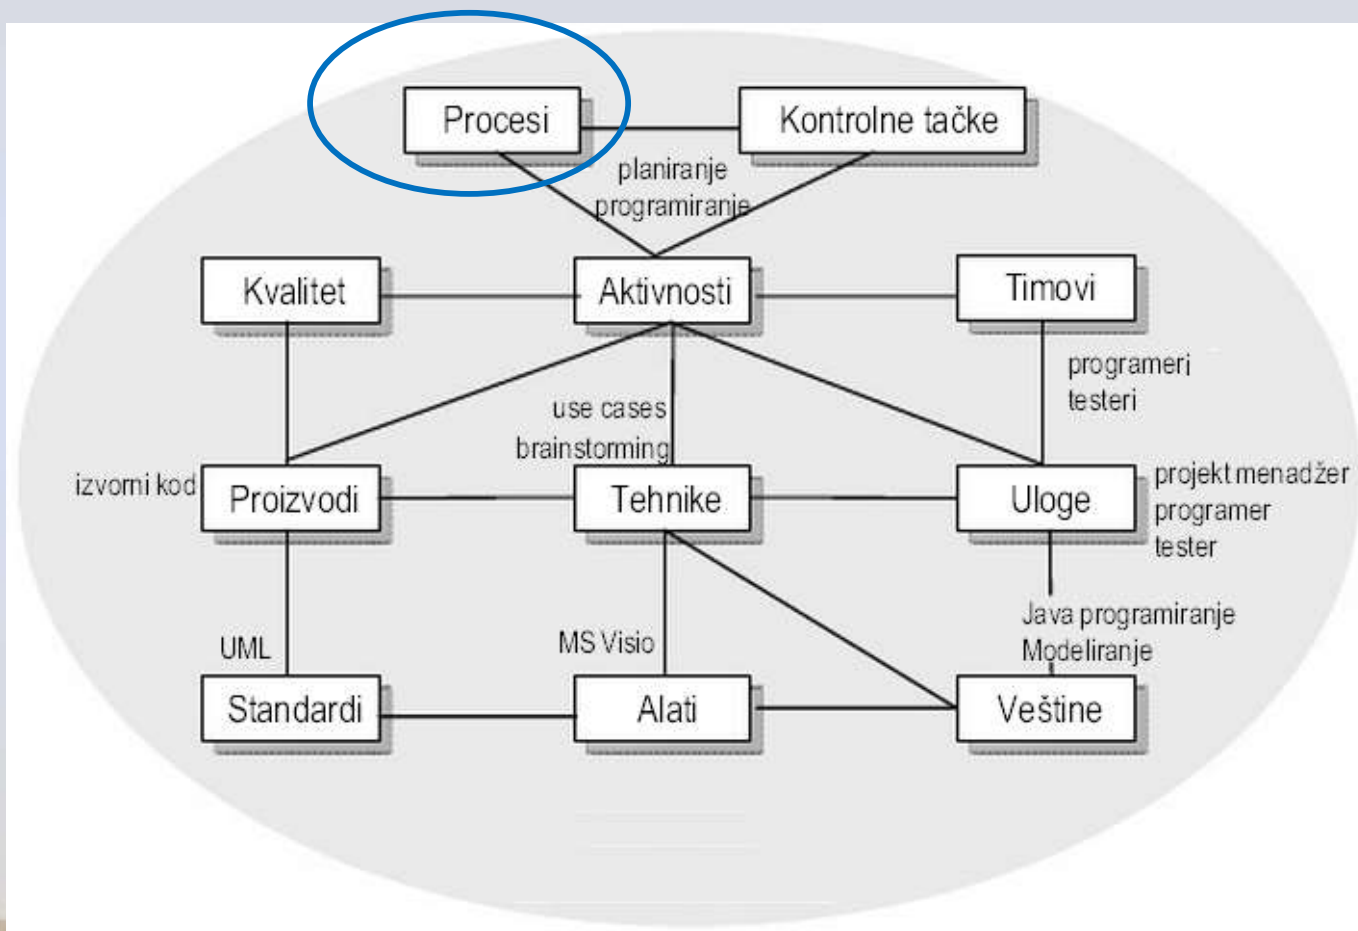 Procesi
Kontrolne tačke
planiranje
programiranje
Kvalitet
Aktivnosti
Timovi
programeri
testeri
use cases
brainstorming
izvorni kod
Proizvodi
Tehnike
Uloge
projekt menadžer
programer
tester
UML
MS Visio
Java programiranje
Modeliranje
Standardi
Alati
Veštine